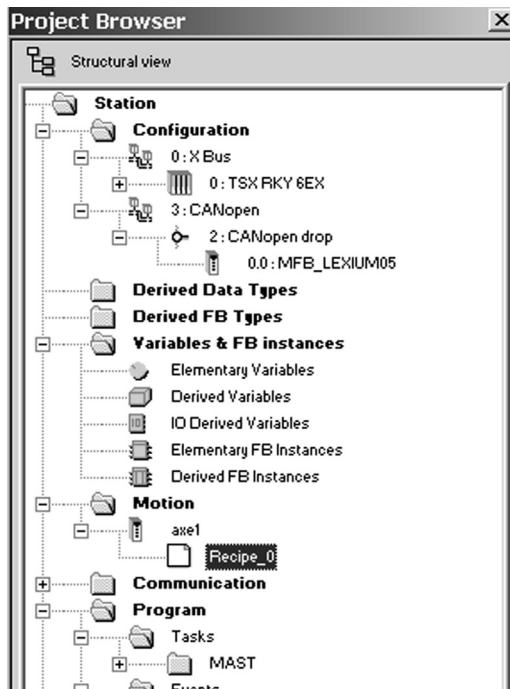 Project Browser
Structural view
Station
Configuration
0 : X Bus
0 : TSX RKY 6EX
3 : CANopen
2 : CANopen drop
0.0 : MFB_LEXIUM05
Derived Data Types
Derived FB Types
Variables & FB instances
Elementary Variables
Derived Variables
IO Derived Variables
Elementary FB Instances
Derived FB Instances
Motion
axe1
Recipe_0
Communication
Program
Tasks
MAST
Events